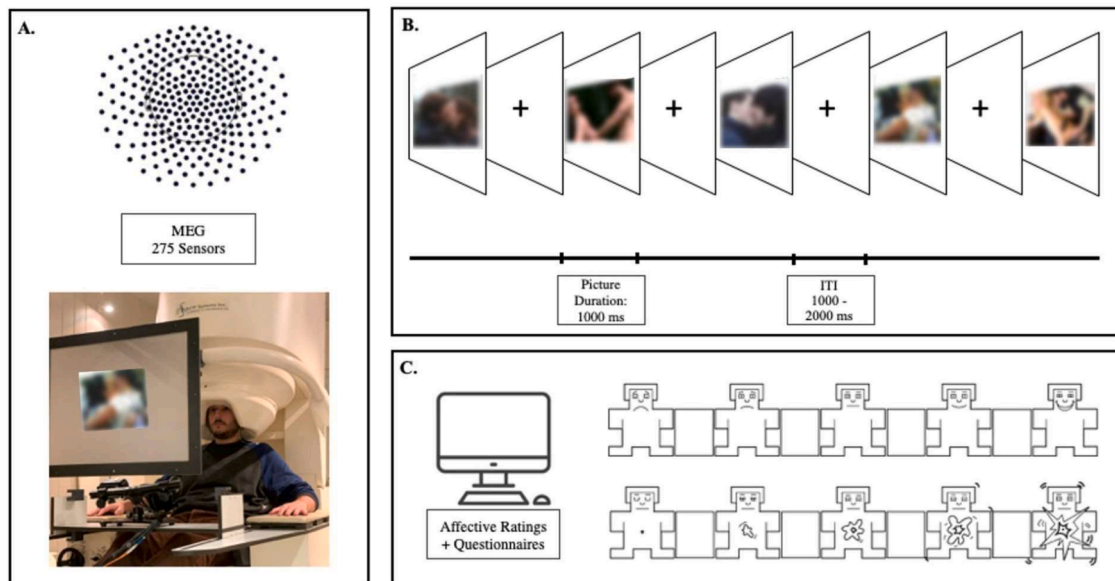 A.
MEG
275 Sensors
B.
+ + + +
Picture
Duration:
1000 ms
ITI
1000 -
2000 ms
C.
Affective Ratings
+ Questionnaires